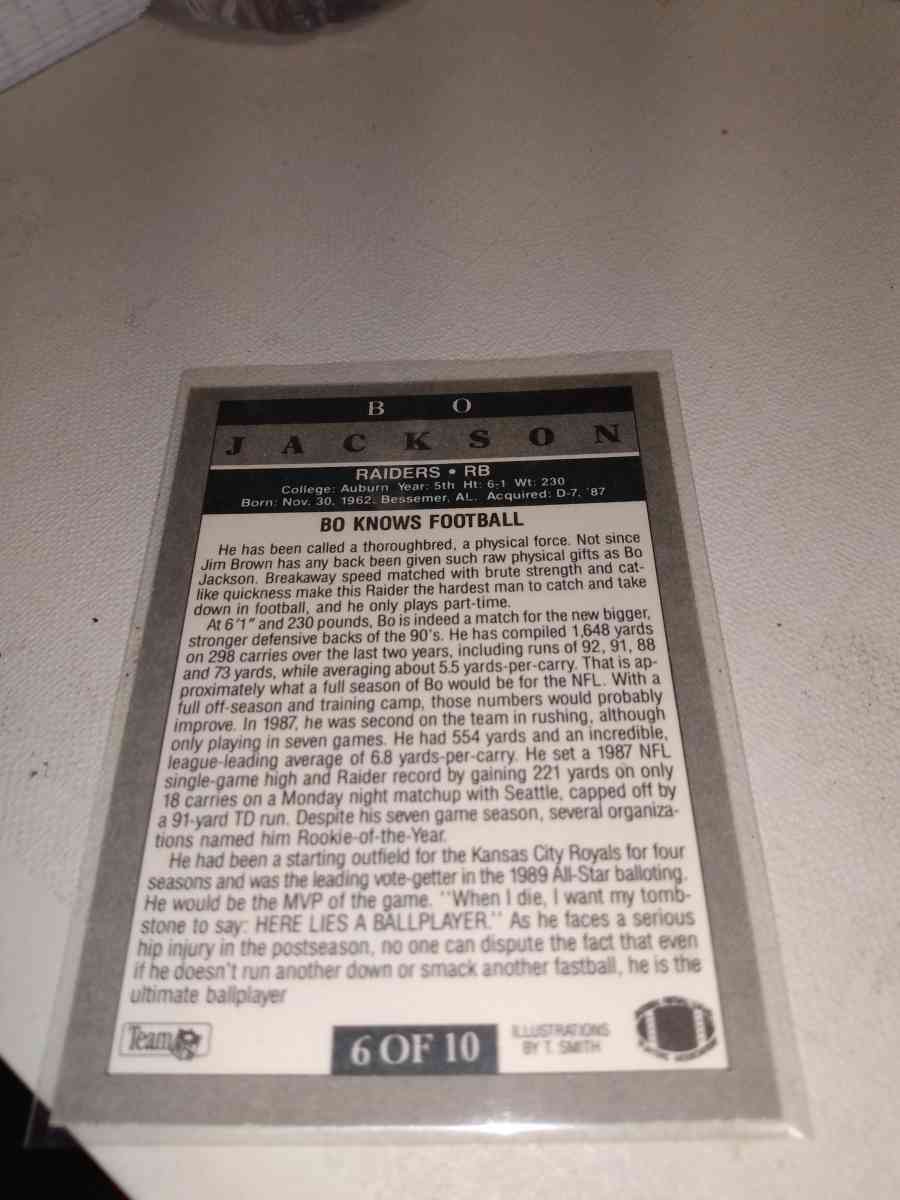 BO
JACKSON
RAIDERS • RB
College: Auburn Year: 5th Ht: 6-1 Wt: 230
Born: Nov. 30, 1962, Bessemer, AL. Acquired: D-7, '87
BO KNOWS FOOTBALL
He has been called a thoroughbred, a physical force. Not since
Jim Brown has any back been given such raw physical gifts as Bo
Jackson. Breakaway speed matched with brute strength and cat-
like quickness make this Raider the hardest man to catch and take
down in football, and he only plays part-time.
At 6'1" and 230 pounds, Bo is indeed a match for the new bigger,
stronger defensive backs of the 90's. He has compiled 1,648 yards
on 298 carries over the last two years, including runs of 92, 91, 88
and 73 yards, while averaging about 5.5 yards-per-carry. That is ap-
proximately what a full season of Bo would be for the NFL. With a
full off-season and training camp, those numbers would probably
improve. In 1987, he was second on the team in rushing, although
only playing in seven games. He had 554 yards and an incredible,
league-leading average of 6.8 yards-per-carry. He set a 1987 NFL
single-game high and Raider record by gaining 221 yards on only
18 carries on a Monday night matchup with Seattle, capped off by
a 91-yard TD run. Despite his seven game season, several organiza-
tions named him Rookie-of-the-Year.
He had been a starting outfield for the Kansas City Royals for four
seasons and was the leading vote-getter in the 1989 All-Star balloting.
He would be the MVP of the game. "When I die, I want my tomb-
stone to say: HERE LIES A BALLPLAYER." As he faces a serious
hip injury in the postseason, no one can dispute the fact that even
if he doesn't run another down or smack another fastball, he is the
ultimate ballplayer
Team
6 OF 10
ILLUSTRATIONS
BY T. SMITH